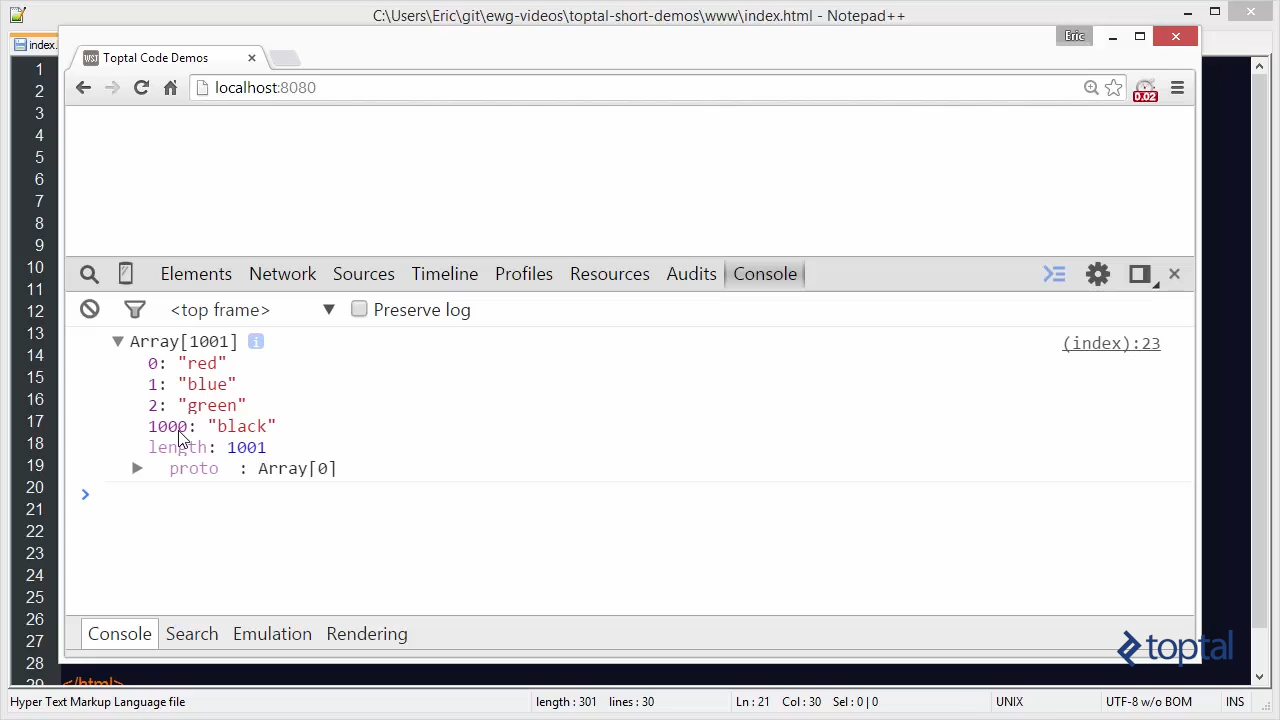 C:\Users\Eric\git\ewg-videos\toptal-short-demos\www\index.html - Notepad++
Eric
index.
Toptal Code Demos
localhost:8080
0.02
Elements Network Sources Timeline Profiles Resources Audits Console
<top frame> Preserve log
Array[1001] i
(index):23
0: "red"
1: "blue"
2: "green"
1000: "black"
length: 1001
proto : Array[0]
Console Search Emulation Rendering
toptal
1
2
3
4
5
6
7
8
9
10
11
12
13
14
15
16
17
18
19
20
21
22
23
24
25
26
27
28
29
</html>
Hyper Text Markup Language file length : 301 lines : 30 Ln : 21 Col : 30 Sel : 0 | 0 UNIX UTF-8 w/o BOM INS